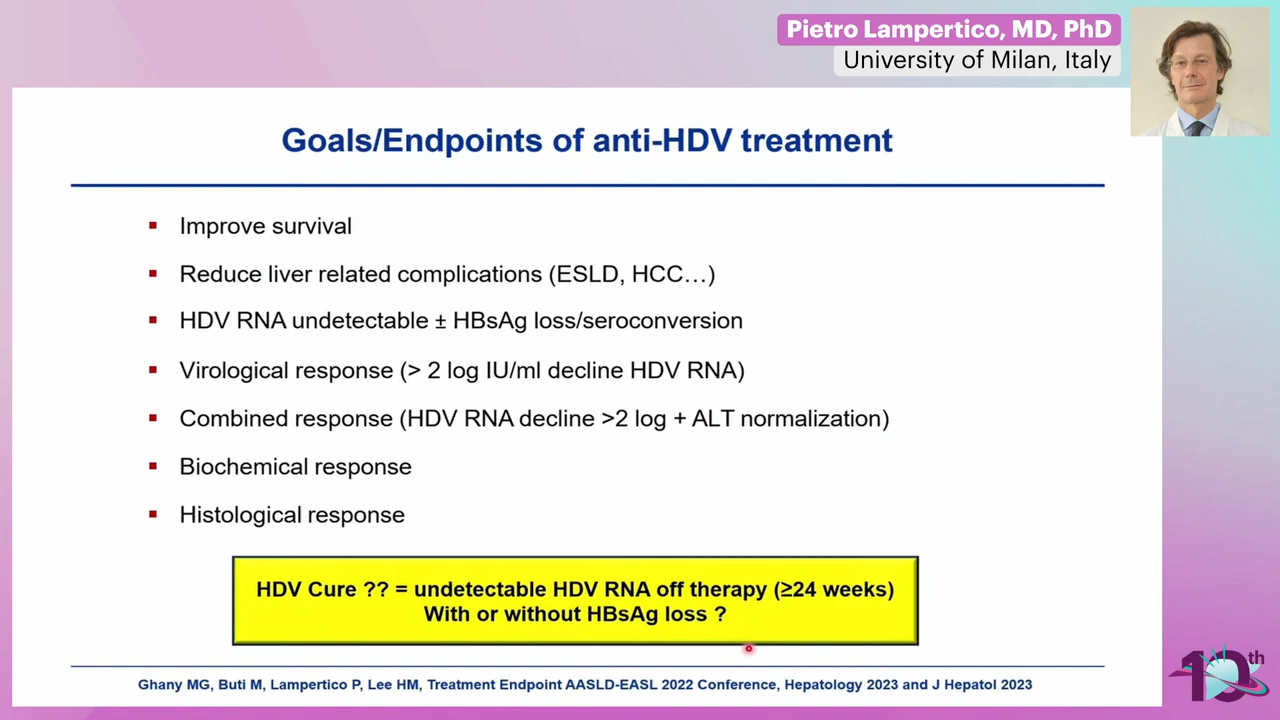 Pietro Lampertico, MD, PhD
University of Milan, Italy
Goals/Endpoints of anti-HDV treatment
▪ Improve survival
▪ Reduce liver related complications (ESLD, HCC…)
▪ HDV RNA undetectable ± HBsAg loss/seroconversion
▪ Virological response (> 2 log IU/ml decline HDV RNA)
▪ Combined response (HDV RNA decline >2 log + ALT normalization)
▪ Biochemical response
▪ Histological response
HDV Cure ?? = undetectable HDV RNA off therapy (≥24 weeks)
With or without HBsAg loss ?
Ghany MG, Buti M, Lampertico P, Lee HM, Treatment Endpoint AASLD-EASL 2022 Conference, Hepatology 2023 and J Hepatol 2023
10th